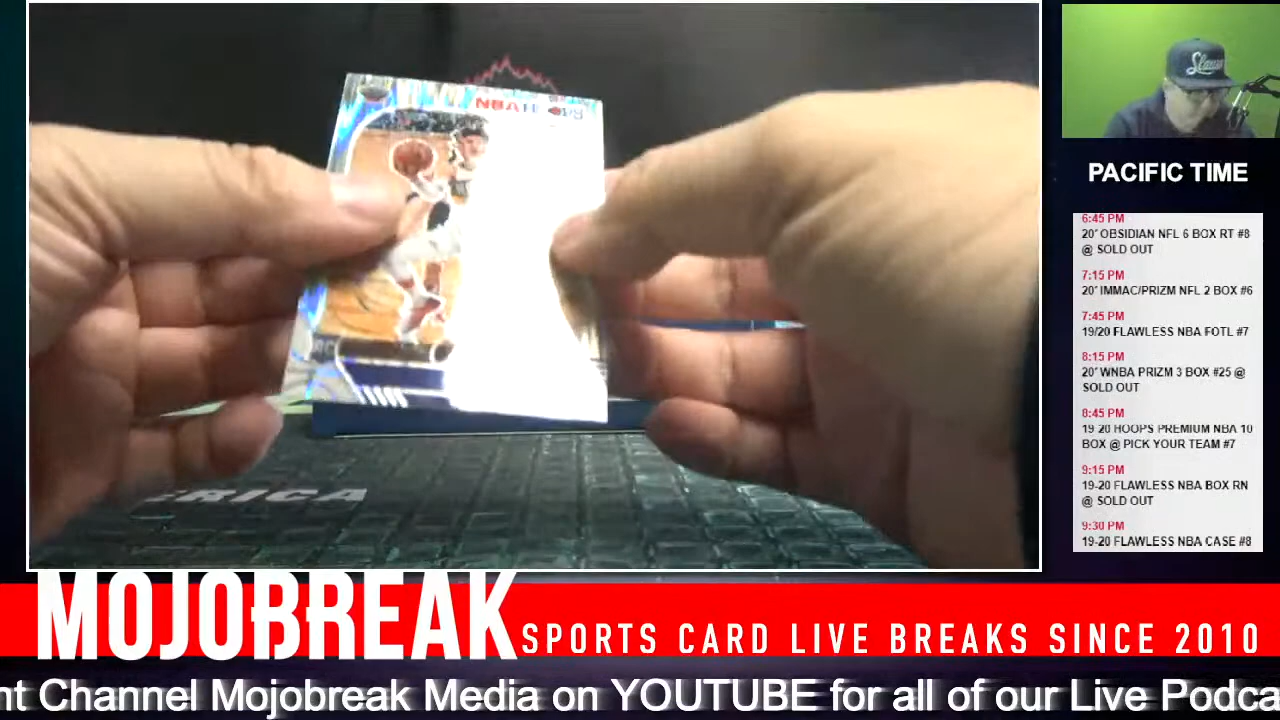 NBA
PACIFIC TIME
6:45 PM
20' OBSIDIAN NFL 6 BOX RT #8
@ SOLD OUT
7:15 PM
20' IMMAC/PRIZM NFL 2 BOX #6
7:45 PM
19/20 FLAWLESS NBA FOTL #7
8:15 PM
20' WNBA PRIZM 3 BOX #25 @
SOLD OUT
8:45 PM
19-20 HOOPS PREMIUM NBA 10
BOX @ PICK YOUR TEAM #7
9:15 PM
19-20 FLAWLESS NBA BOX RN
@ SOLD OUT
9:30 PM
19-20 FLAWLESS NBA CASE #8
ERICA
MOJOBREAK
SPORTS CARD LIVE BREAKS SINCE 2010
nt Channel Mojobreak Media on YOUTUBE for all of our Live Podca